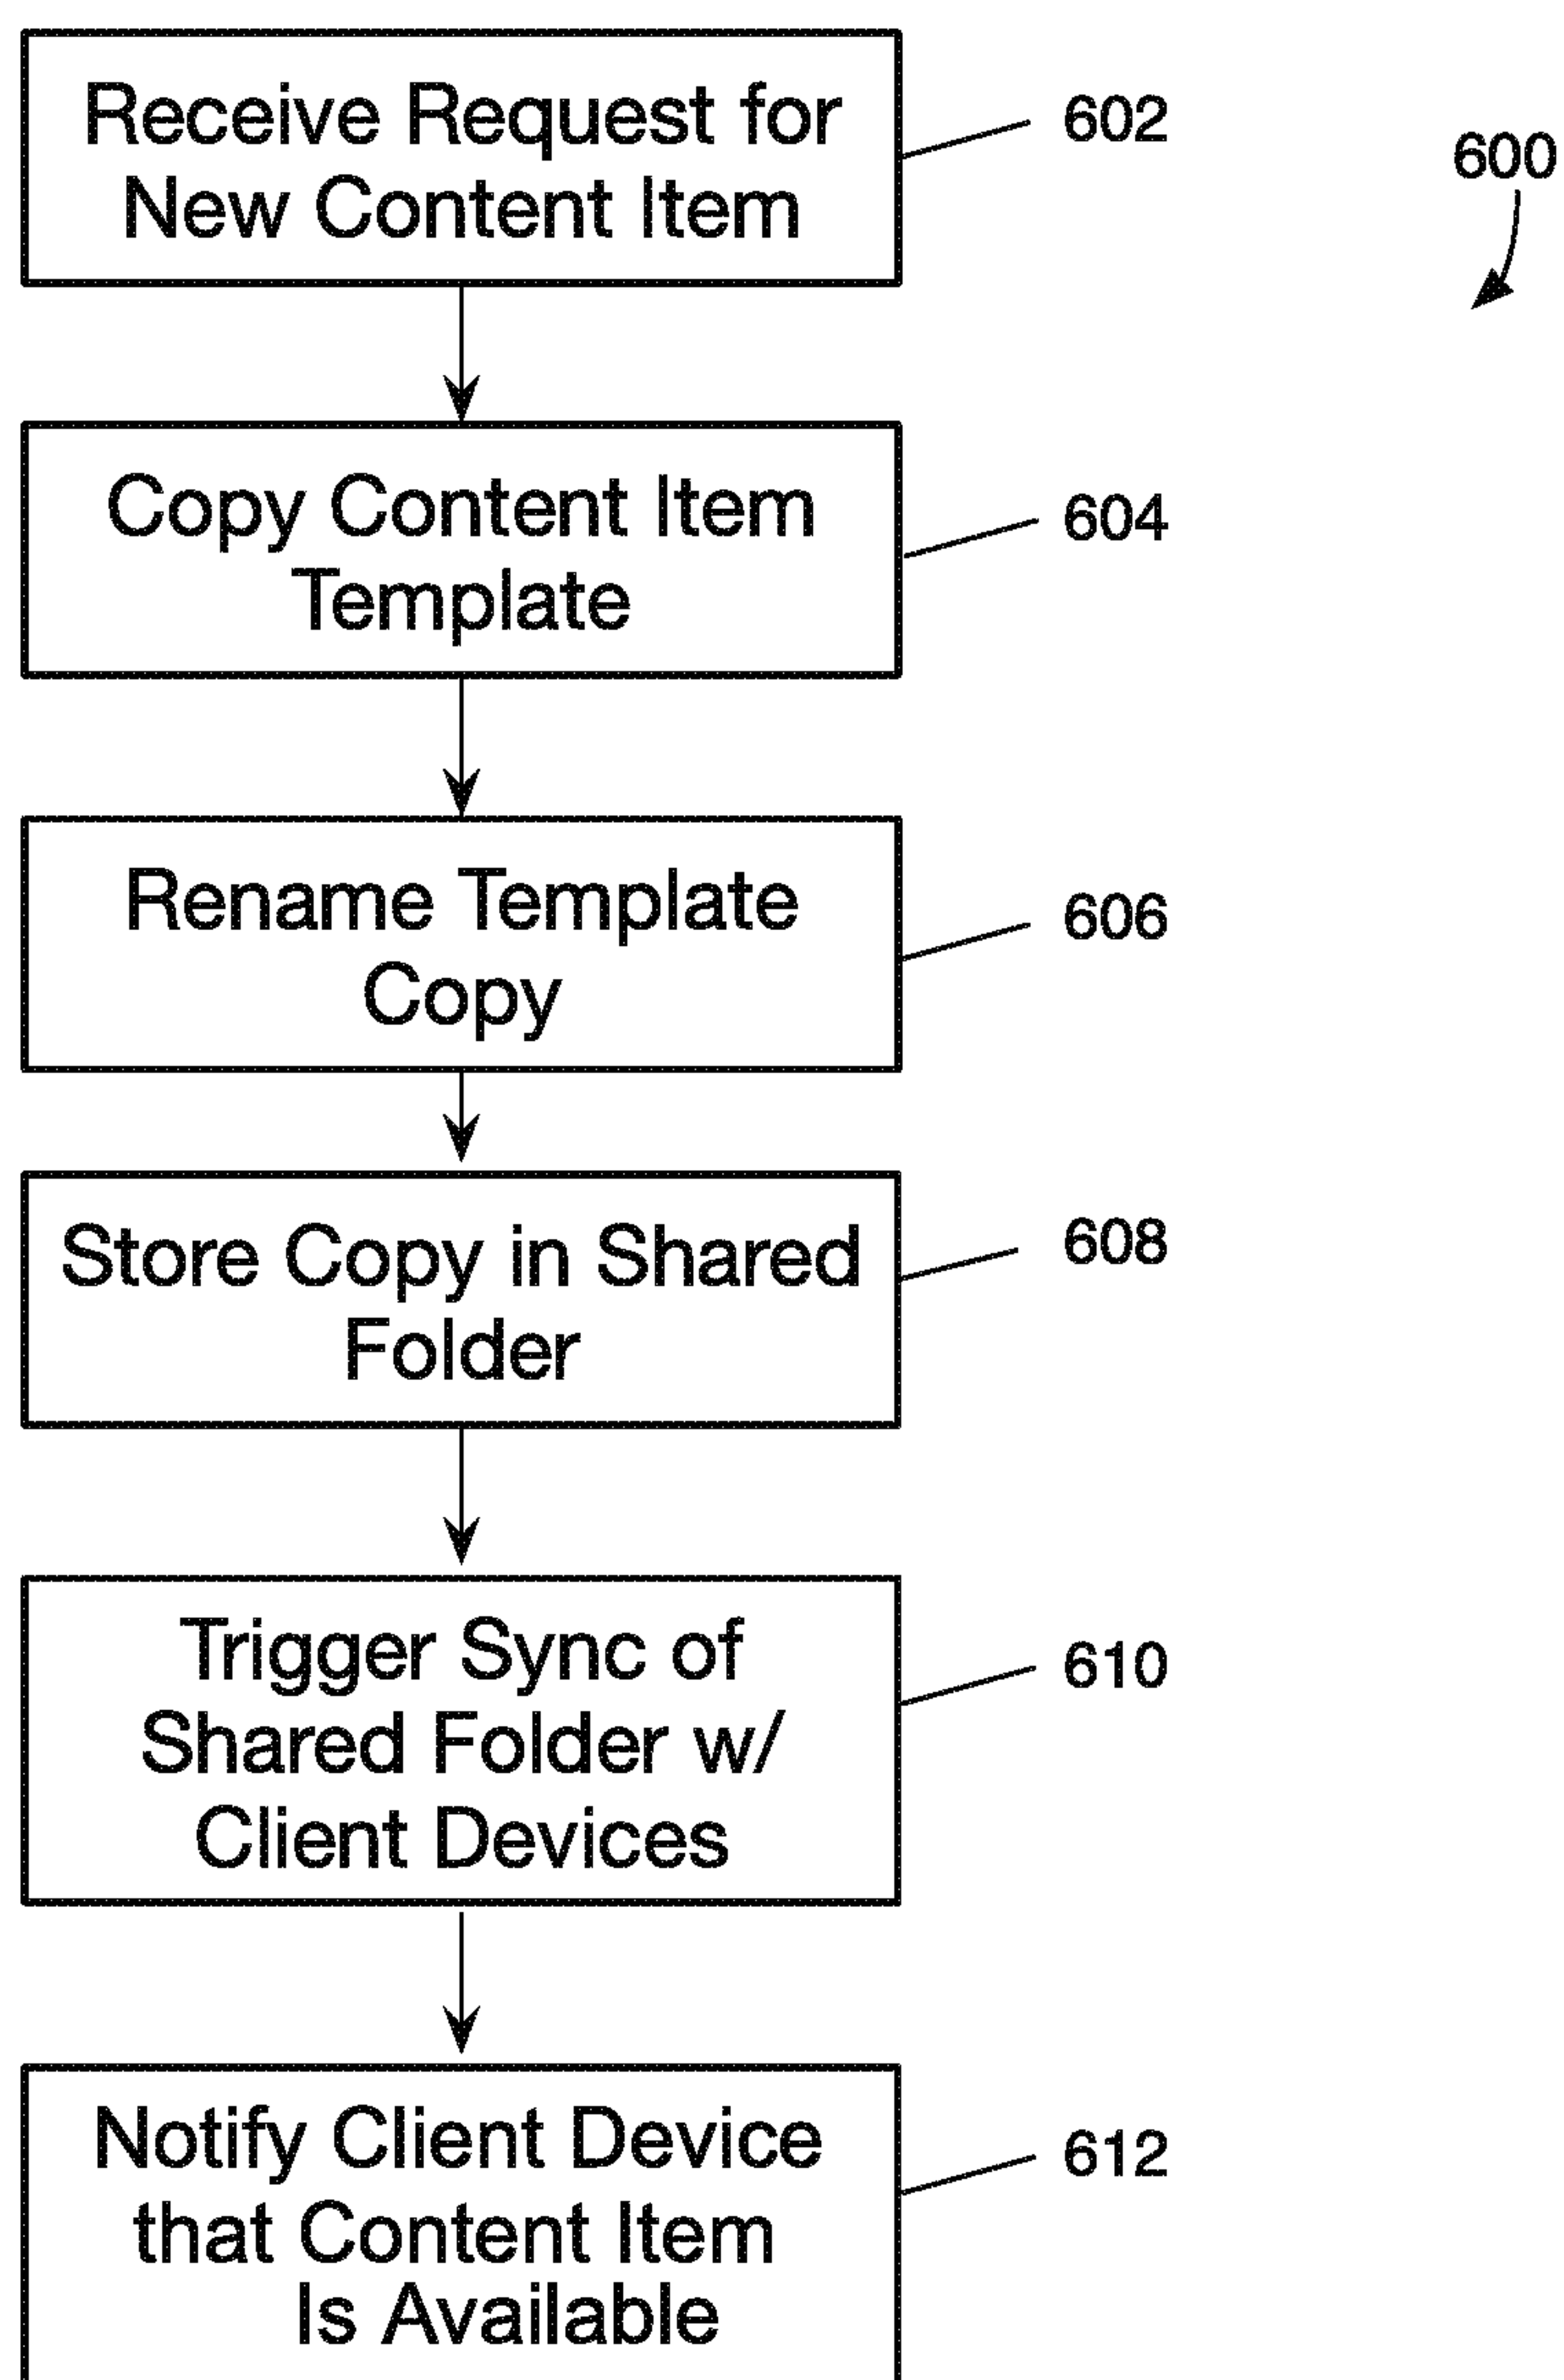 Receive Request for
New Content Item
602
600
Copy Content Item
Template
604
Rename Template
Copy
606
Store Copy in Shared
Folder
608
Trigger Sync of
Shared Folder w/
Client Devices
610
Notify Client Device
that Content Item
Is Available
612